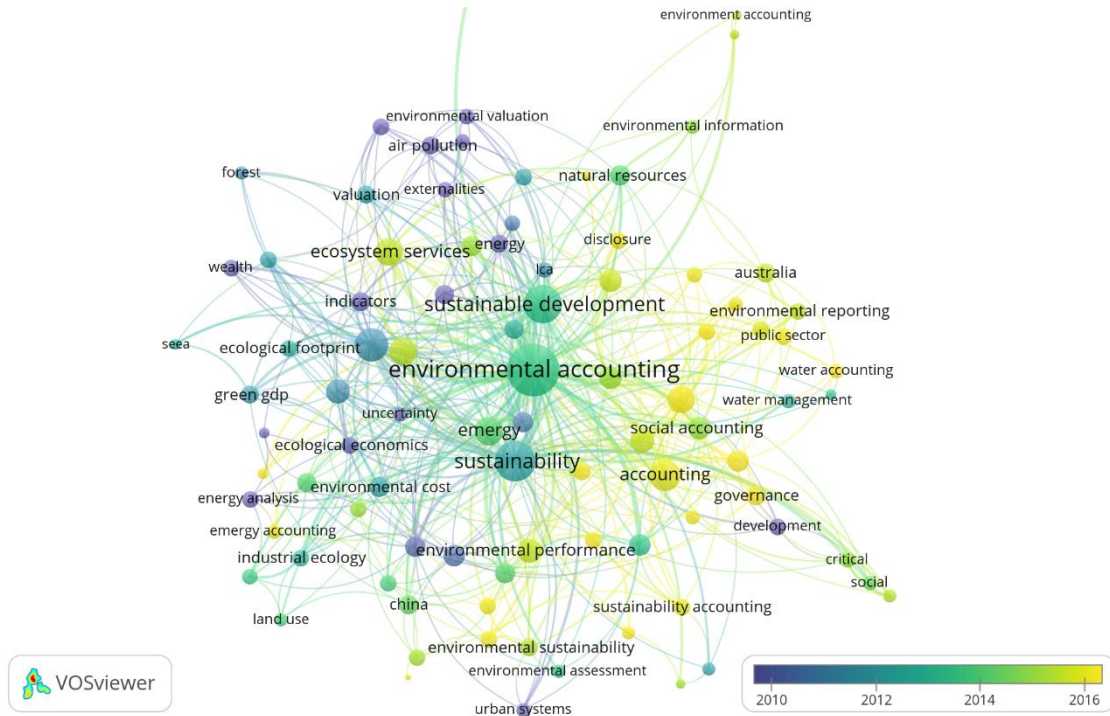 environment accounting
environmental valuation
environmental information
air pollution
forest
natural resources
valuation
externalities
disclosure
energy
ecosystem services
wealth
lca
australia
indicators
sustainable development
environmental reporting
public sector
seea
ecological footprint
environmental accounting
water accounting
green gdp
water management
uncertainty
emergy
social accounting
ecological economics
sustainability
accounting
environmental cost
governance
energy analysis
development
emergy accounting
industrial ecology
environmental performance
critical
social
china
sustainability accounting
land use
environmental sustainability
environmental assessment
urban systems
VOSviewer
2010 2012 2014 2016